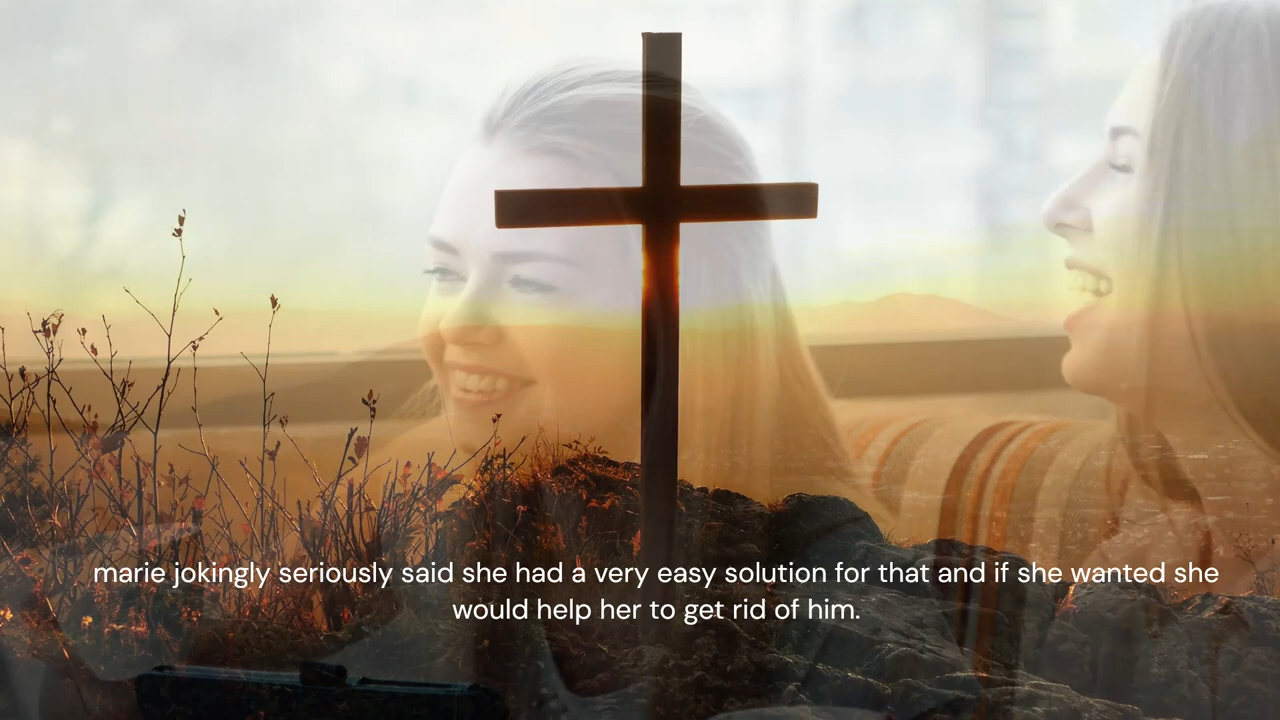 marie jokingly seriously said she had a very easy solution for that and if she wanted she
would help her to get rid of him.